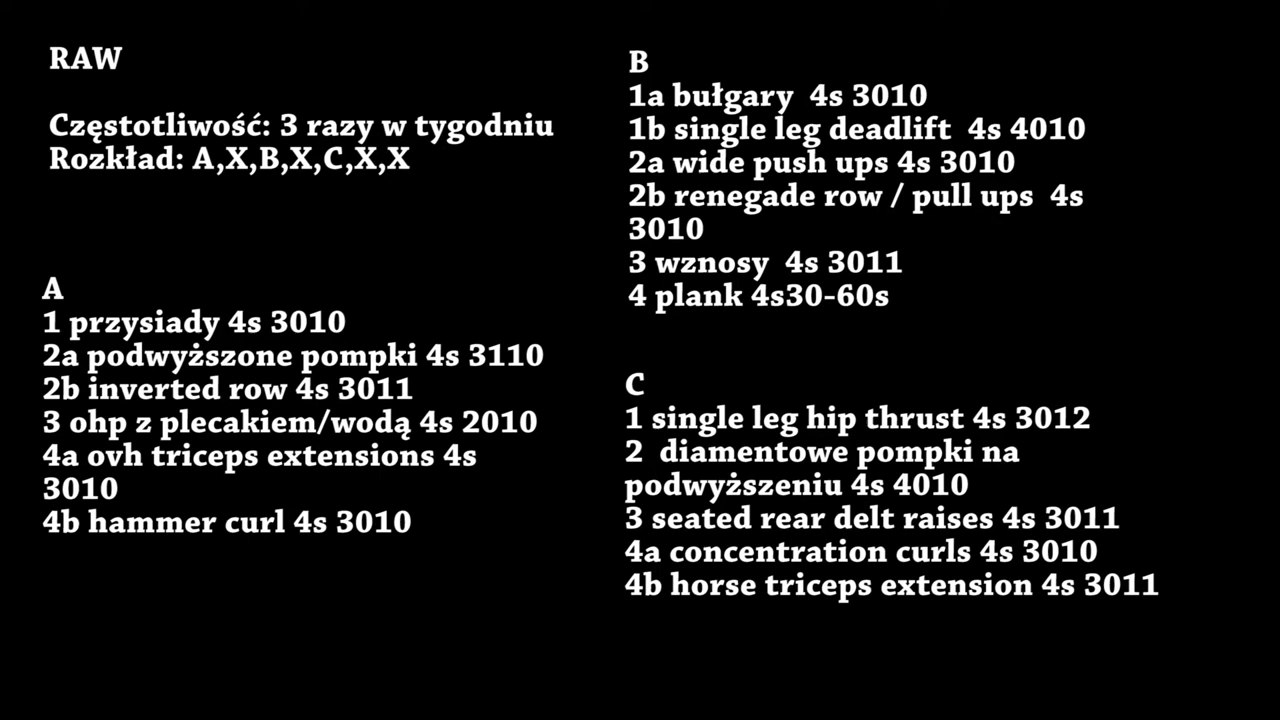 RAW
Częstotliwość: 3 razy w tygodniu
Rozkład: A,X,B,X,C,X,X
A
1 przysiady 4s 3010
2a podwyższone pompki 4s 3110
2b inverted row 4s 3011
3 ohp z plecakiem/wodą 4s 2010
4a ovh triceps extensions 4s
3010
4b hammer curl 4s 3010
B
1a bułgary 4s 3010
1b single leg deadlift 4s 4010
2a wide push ups 4s 3010
2b renegade row / pull ups 4s
3010
3 wznosy 4s 3011
4 plank 4s30-60s
C
1 single leg hip thrust 4s 3012
2 diamentowe pompki na
podwyższeniu 4s 4010
3 seated rear delt raises 4s 3011
4a concentration curls 4s 3010
4b horse triceps extension 4s 3011